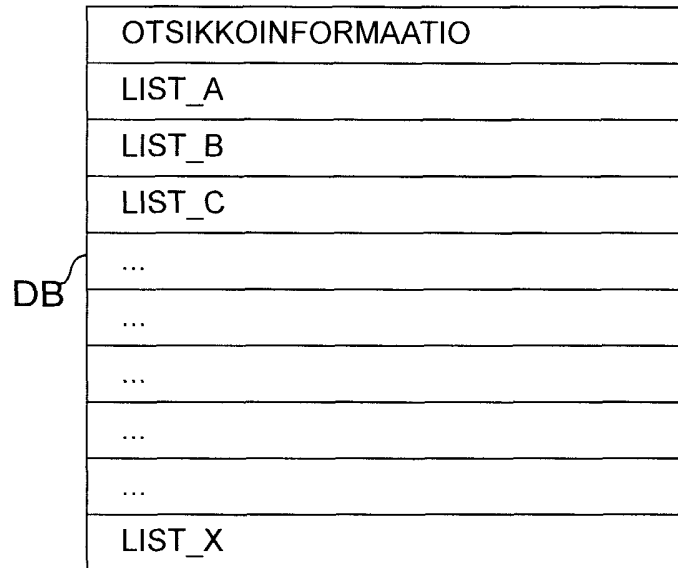 OTSIKKOINFORMAATIO
LIST_A
LIST_B
LIST_C
...
DB
...
...
...
...
LIST_X